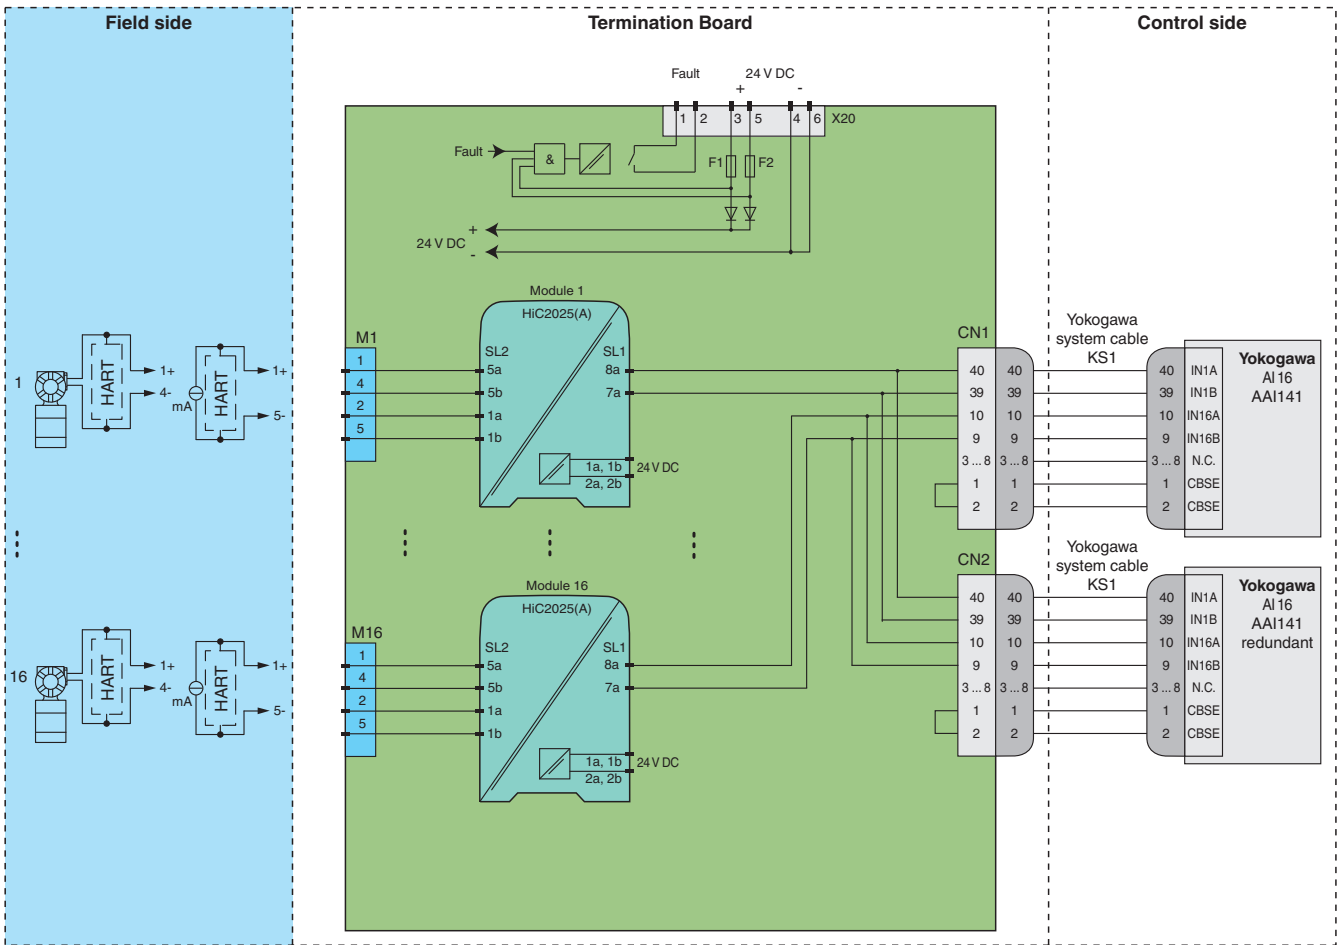 Field side
Termination Board
Control side
Fault
24 V DC
+ -
1 2 3 5 4 6 X20
Fault
&
F1 F2
+
24 V DC
-
Module 1
HiC2025(A)
M1
1
4
2
5
SL2
5a
5b
1a
1b
SL1
8a
7a
1a, 1b
2a, 2b
24 V DC
1
HART
1+
4-
mA
HART
1+
5-
CN1
40 40
39 39
10 10
9 9
3 ... 8 3 ... 8
1 1
2 2
Yokogawa
system cable
KS1
40 IN1A
39 IN1B
10 IN16A
9 IN16B
3 ... 8 N.C.
1 CBSE
2 CBSE
Yokogawa
AI 16
AAI141
Module 16
HiC2025(A)
M16
1
4
2
5
SL2
5a
5b
1a
1b
SL1
8a
7a
1a, 1b
2a, 2b
24 V DC
16
HART
1+
4-
mA
HART
1+
5-
CN2
40 40
39 39
10 10
9 9
3 ... 8 3 ... 8
1 1
2 2
Yokogawa
system cable
KS1
40 IN1A
39 IN1B
10 IN16A
9 IN16B
3 ... 8 N.C.
1 CBSE
2 CBSE
Yokogawa
AI 16
AAI141
redundant